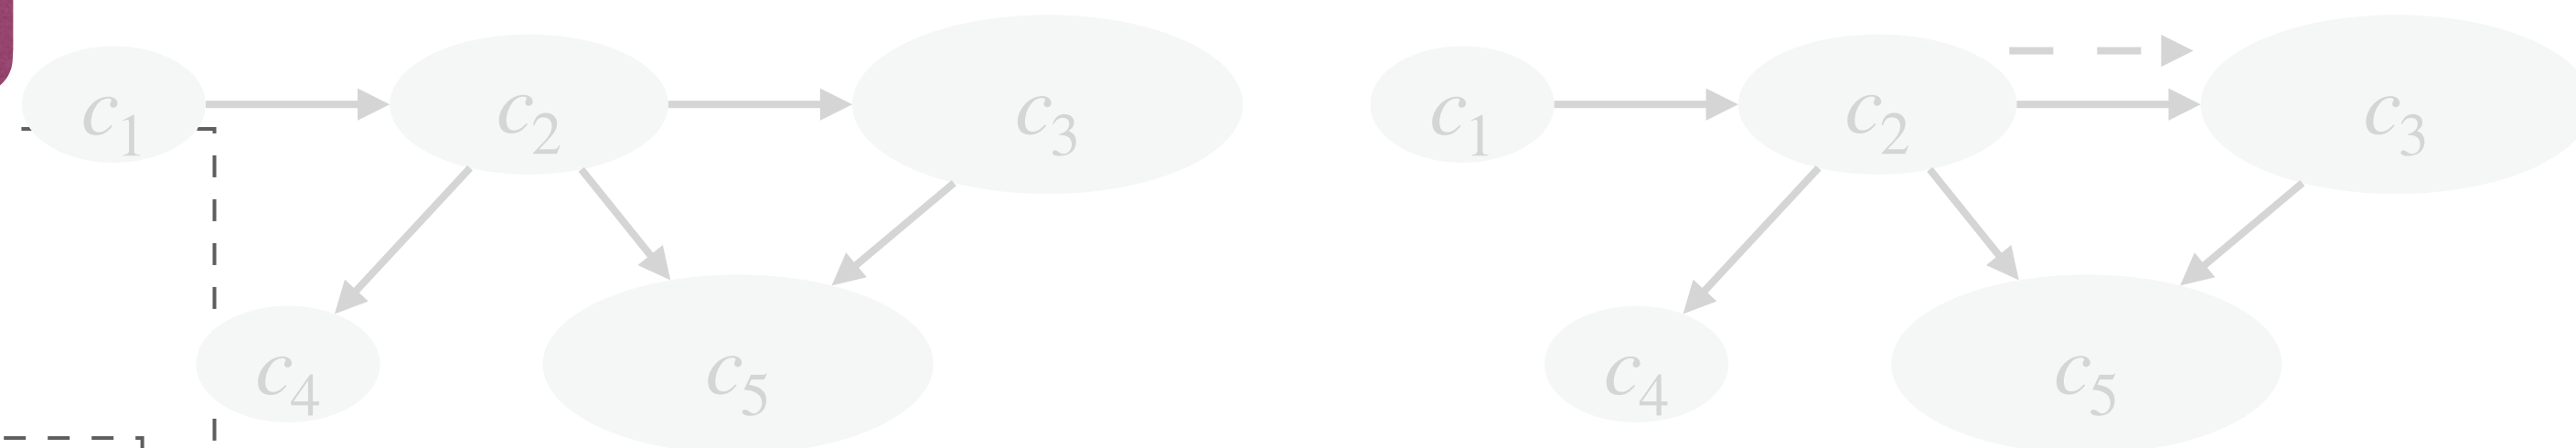 c₁ c₂ c₃ c₁ c₂ c₃
c₄ c₅ c₄ c₅